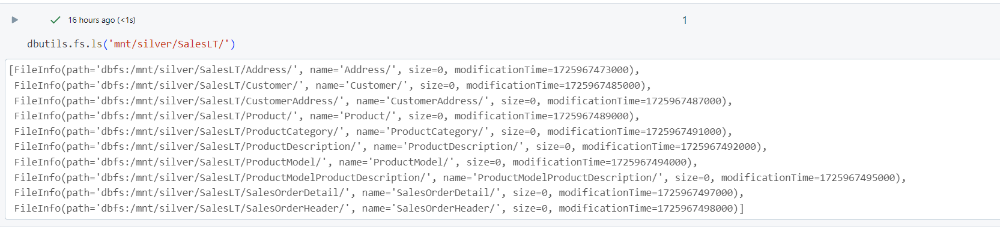 16 hours ago (<1s)
1
dbutils.fs.ls('mnt/silver/SalesLT/')
[FileInfo(path='dbfs:/mnt/silver/SalesLT/Address/', name='Address/', size=0, modificationTime=1725967473000),
FileInfo(path='dbfs:/mnt/silver/SalesLT/Customer/', name='Customer/', size=0, modificationTime=1725967485000),
FileInfo(path='dbfs:/mnt/silver/SalesLT/CustomerAddress/', name='CustomerAddress/', size=0, modificationTime=1725967487000),
FileInfo(path='dbfs:/mnt/silver/SalesLT/Product/', name='Product/', size=0, modificationTime=1725967489000),
FileInfo(path='dbfs:/mnt/silver/SalesLT/ProductCategory/', name='ProductCategory/', size=0, modificationTime=1725967491000),
FileInfo(path='dbfs:/mnt/silver/SalesLT/ProductDescription/', name='ProductDescription/', size=0, modificationTime=1725967492000),
FileInfo(path='dbfs:/mnt/silver/SalesLT/ProductModel/', name='ProductModel/', size=0, modificationTime=1725967494000),
FileInfo(path='dbfs:/mnt/silver/SalesLT/ProductModelProductDescription/', name='ProductModelProductDescription/', size=0, modificationTime=1725967495000),
FileInfo(path='dbfs:/mnt/silver/SalesLT/SalesOrderDetail/', name='SalesOrderDetail/', size=0, modificationTime=1725967497000),
FileInfo(path='dbfs:/mnt/silver/SalesLT/SalesOrderHeader/', name='SalesOrderHeader/', size=0, modificationTime=1725967498000)]